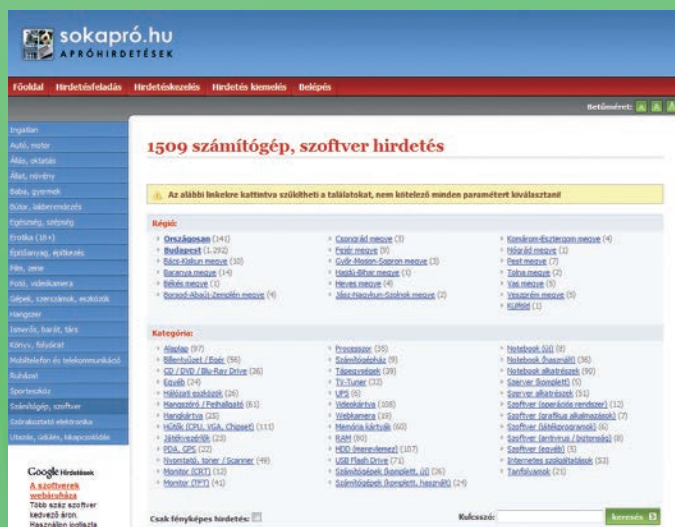 sokapró.hu
APRÓHIRDETÉSEK
Főoldal Hirdetésfeladás Hirdetéskezelés Hirdetés kiemelés Belépés
Betűméret: A A A
Ingatlan
Autó, motor
Állás, oktatás
Állat, növény
Baba, gyermek
Bútor, lakberendezés
Egészség, szépség
Erotika (18+)
Építőanyag, építkezés
Film, zene
Fotó, videokamera
Gépek, szerszámok, eszközök
Hangszer
Ismerős, barát, társ
Könyv, folyóirat
Mobiltelefon és telekommunikáció
Ruházat
Sporteszköz
Számítógép, szoftver
Szórakoztató elektronika
Utazás, üdülés, kikapcsolódás
Google Hirdetések
A szoftverek
webáruháza
Több száz szoftver
kedvező áron.
Használjon jogtiszta
1509 számítógép, szoftver hirdetés
Az alábbi linkekre kattintva szűkítheti a találatokat, nem kötelező minden paramétert kiválasztani!
Régió:
Országosan (141)
Budapest (1 292)
Bács-Kiskun megye (10)
Baranya megye (14)
Békés megye (1)
Borsod-Abaúj-Zemplén megye (4)
Csongrád megye (3)
Fejér megye (9)
Győr-Moson-Sopron megye (3)
Hajdú-Bihar megye (1)
Heves megye (4)
Jász-Nagykun-Szolnok megye (2)
Komárom-Esztergom megye (4)
Nógrád megye (1)
Pest megye (7)
Tolna megye (2)
Vas megye (5)
Veszprém megye (5)
Külföld (1)
Kategória:
Alaplap (97)
Billentyűzet / Egér (56)
CD / DVD / Blu-Ray Drive (26)
Egyéb (24)
Hálózati eszközök (26)
Hangszóró / Fejhallgató (61)
Hangkártya (25)
Hűtők (CPU, VGA, Chipset) (111)
Játékvezérlők (23)
PDA, GPS (22)
Nyomtató, toner / Scanner (49)
Monitor (CRT) (12)
Monitor (TFT) (41)
Processzor (35)
Számítógépház (9)
Tápegységek (39)
TV-Tuner (32)
UPS (6)
Videokártya (108)
Webkamera (19)
Memória kártyák (60)
RAM (80)
HDD (merevlemez) (107)
USB Flash Drive (71)
Számítógépek (komplett, új) (26)
Számítógépek (komplett, használt) (24)
Notebook (új) (8)
Notebook (használt) (36)
Notebook alkatrészek (90)
Szerver (komplett) (5)
Szerver alkatrészek (51)
Szoftver (operációs rendszer) (12)
Szoftver (grafikus alkalmazások) (7)
Szoftver (játékprogramok) (6)
Szoftver (antivirus / biztonság) (8)
Szoftver (egyéb) (5)
Internetes szolgáltatások (53)
Tanfolyamok (21)
Csak fényképes hirdetés:
Kulcsszó:
keresés